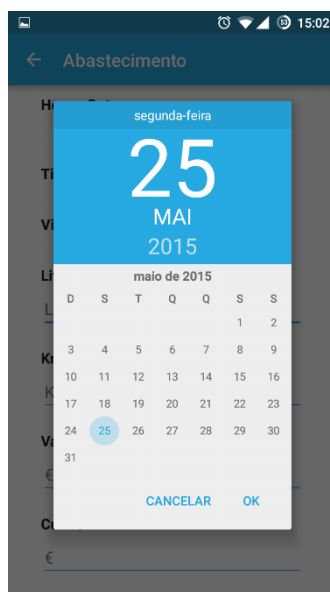 53 15:02
Abastecimento
segunda-feira
25
MAI
2015
maio de 2015
D S T Q Q S S
1 2
3 4 5 6 7 8 9
10 11 12 13 14 15 16
17 18 19 20 21 22 23
24 25 26 27 28 29 30
31
CANCELAR OK
€
€